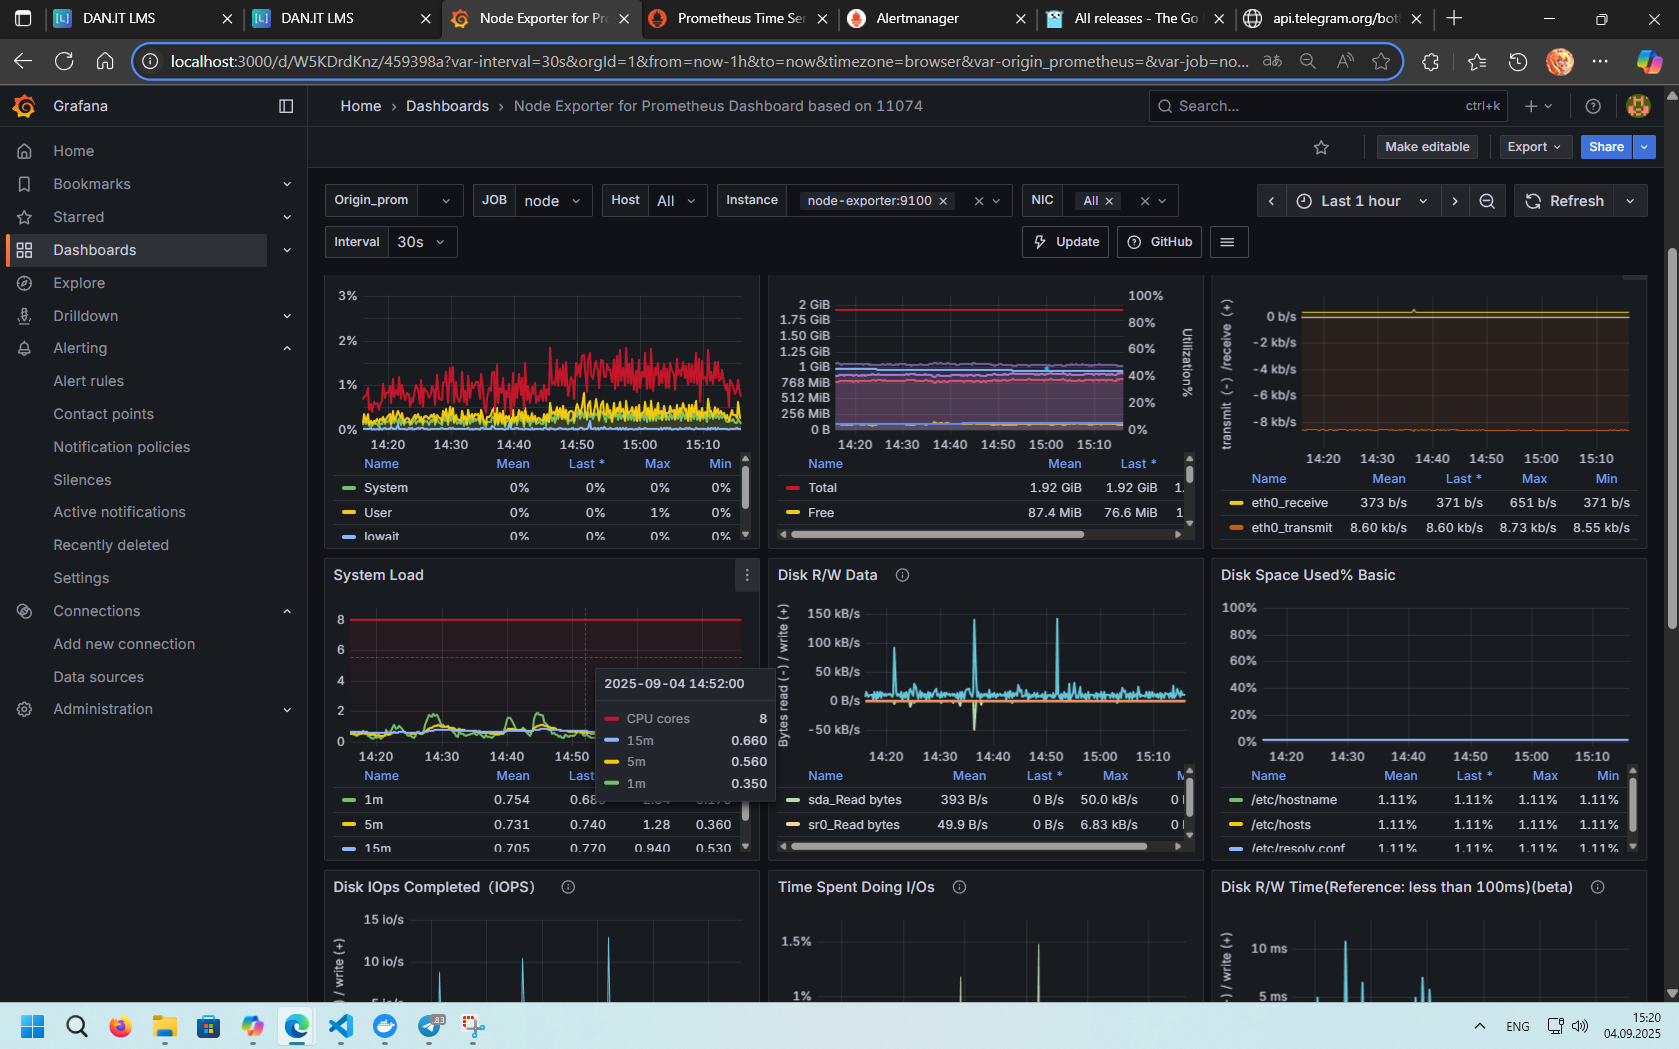 DAN.IT LMS
DAN.IT LMS
Node Exporter for Pr
Prometheus Time Ser
Alertmanager
All releases - The Go
api.telegram.org/bot
localhost:3000/d/W5KDrdKnz/459398a?var-interval=30s&orgId=1&from=now-1h&to=now&timezone=browser&var-origin_prometheus=&var-job=no...
Grafana
Home › Dashboards › Node Exporter for Prometheus Dashboard based on 11074
Search...
ctrl+k
Make editable
Export
Share
Home
Bookmarks
Starred
Dashboards
Explore
Drilldown
Alerting
Alert rules
Contact points
Notification policies
Silences
Active notifications
Recently deleted
Settings
Connections
Add new connection
Data sources
Administration
Origin_prom
JOB node
Host All
Instance node-exporter:9100
NIC All
Last 1 hour
Refresh
Interval 30s
Update
GitHub
3%
2%
1%
0%
14:20 14:30 14:40 14:50 15:00 15:10
Name Mean Last * Max Min
System 0% 0% 0% 0%
User 0% 0% 1% 0%
Iowait 0% 0% 0% 0%
2 GiB
1.75 GiB
1.50 GiB
1.25 GiB
1 GiB
768 MiB
512 MiB
256 MiB
0 B
100%
80%
60%
40%
20%
0%
Utilization%
14:20 14:30 14:40 14:50 15:00 15:10
Name Mean Last *
Total 1.92 GiB 1.92 GiB 1.
Free 87.4 MiB 76.6 MiB 1
transmit (-) /receive (+)
0 b/s
-2 kb/s
-4 kb/s
-6 kb/s
-8 kb/s
14:20 14:30 14:40 14:50 15:00 15:10
Name Mean Last * Max Min
eth0_receive 373 b/s 371 b/s 651 b/s 371 b/s
eth0_transmit 8.60 kb/s 8.60 kb/s 8.73 kb/s 8.55 kb/s
System Load
8
6
4
2
0
14:20 14:30 14:40 14:50
Name Mean Last
1m 0.754
5m 0.731 0.740 1.28 0.360
15m 0.705 0.770 0.940 0.530
2025-09-04 14:52:00
CPU cores 8
15m 0.660
5m 0.560
1m 0.350
Disk R/W Data
Bytes read (-) / write (+)
150 kB/s
100 kB/s
50 kB/s
0 B/s
-50 kB/s
14:20 14:30 14:40 14:50 15:00 15:10
Name Mean Last * Max M
sda_Read bytes 393 B/s 0 B/s 50.0 kB/s 0
sr0_Read bytes 49.9 B/s 0 B/s 6.83 kB/s 0
Disk Space Used% Basic
100%
80%
60%
40%
20%
0%
14:20 14:30 14:40 14:50 15:00 15:10
Name Mean Last * Max Min
/etc/hostname 1.11% 1.11% 1.11% 1.11%
/etc/hosts 1.11% 1.11% 1.11% 1.11%
/etc/resolv.conf 1.11% 1.11% 1.11% 1.11%
Disk IOps Completed（IOPS）
/ write (+)
15 io/s
10 io/s
5 io/s
Time Spent Doing I/Os
1.5%
1%
Disk R/W Time(Reference: less than 100ms)(beta)
/ write (+)
10 ms
5 ms
83
ENG
15:20
04.09.2025